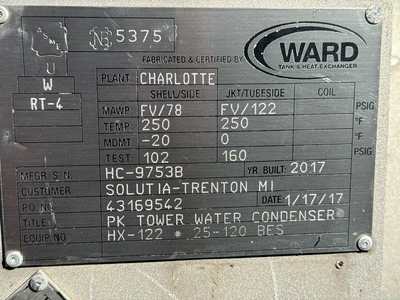 ASME
NB 5375
U
W
RT-4
FABRICATED & CERTIFIED BY
WARD
TANK & HEAT EXCHANGER
PLANT: CHARLOTTE
SHELL/SIDE JKT/TUBESIDE COIL
MAWP: FV/78 FV/122 PSIG
TEMP: 250 250 °F
MDMT -20 0 °F
TEST: 102 160 PSIG
MFGR. S.N. HC-9753B YR. BUILT: 2017
CUSTOMER SOLUTIA-TRENTON MI
P.O. NO. 43169542 DATE: 1/17/17
TITLE: PK TOWER WATER CONDENSER
EQUIP. NO. HX-122 * 25-120 BES